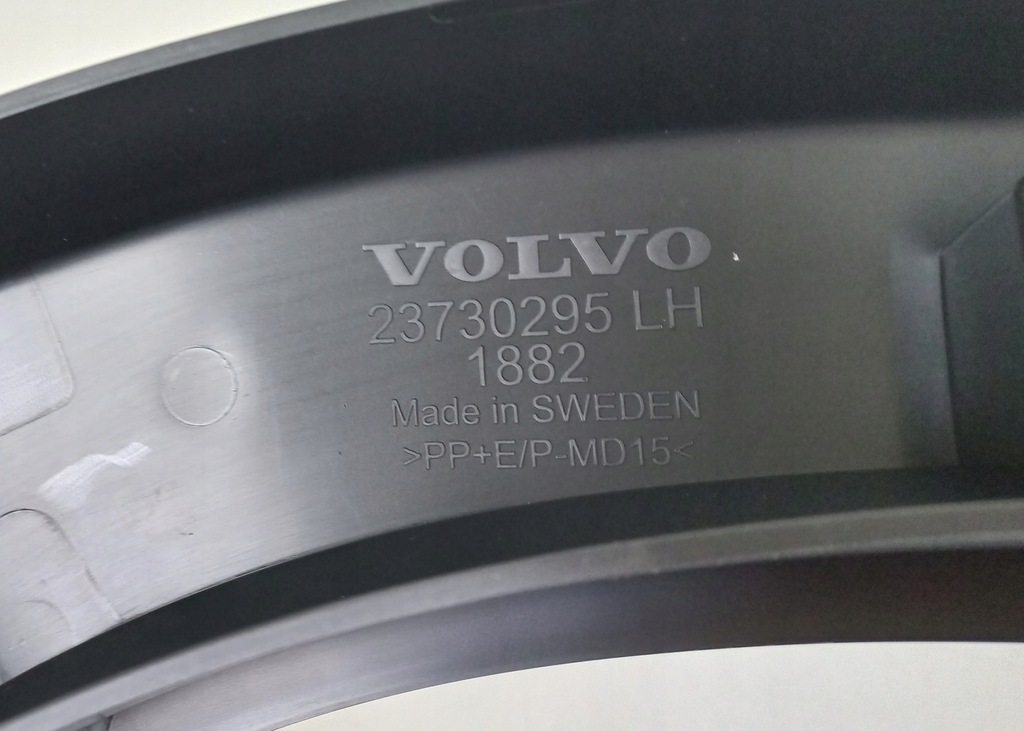 VOLVO
23730295 LH
1882
Made in SWEDEN
>PP+E/P-MD15<